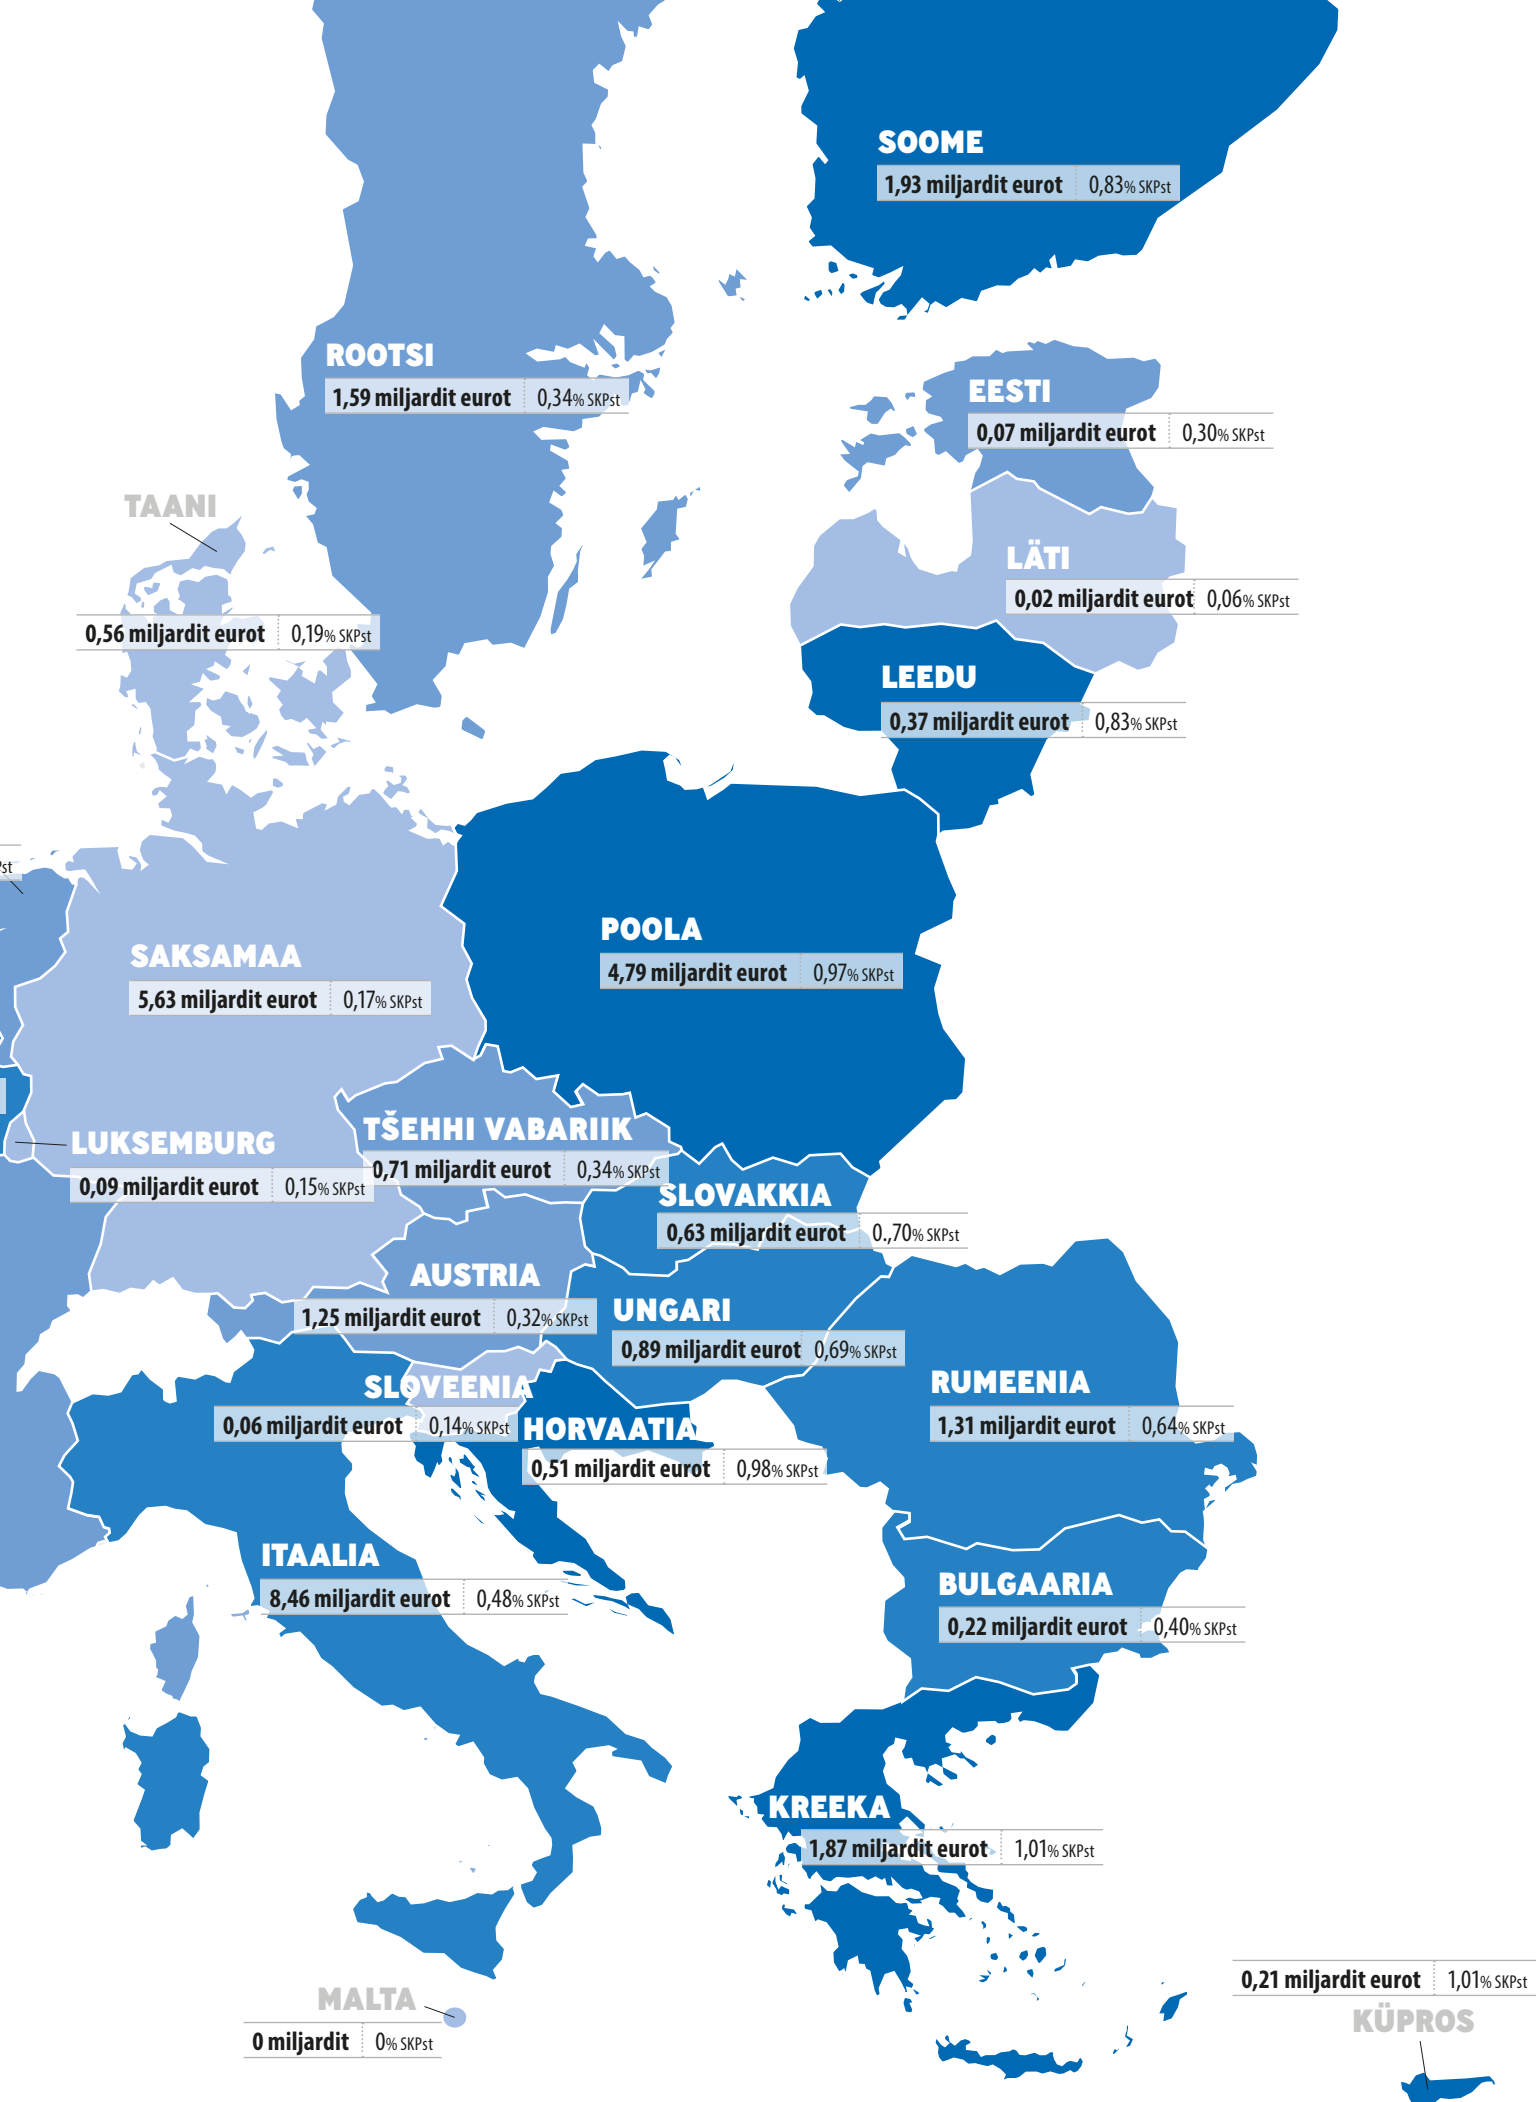 SOOME
1,93 miljardit eurot 0,83% SKPst
ROOTSI
1,59 miljardit eurot 0,34% SKPst
EESTI
0,07 miljardit eurot 0,30% SKPst
TAANI
0,56 miljardit eurot 0,19% SKPst
LÄTI
0,02 miljardit eurot 0,06% SKPst
LEEDU
0,37 miljardit eurot 0,83% SKPst
POOLA
4,79 miljardit eurot 0,97% SKPst
SAKSAMAA
5,63 miljardit eurot 0,17% SKPst
TŠEHHI VABARIIK
0,71 miljardit eurot 0,34% SKPst
LUKSEMBURG
0,09 miljardit eurot 0,15% SKPst
SLOVAKKIA
0,63 miljardit eurot 0.,70% SKPst
AUSTRIA
1,25 miljardit eurot 0,32% SKPst
UNGARI
0,89 miljardit eurot 0,69% SKPst
RUMEENIA
1,31 miljardit eurot 0,64% SKPst
SLOVEENIA
0,06 miljardit eurot 0,14% SKPst
HORVAATIA
0,51 miljardit eurot 0,98% SKPst
ITAALIA
8,46 miljardit eurot 0,48% SKPst
BULGAARIA
0,22 miljardit eurot 0,40% SKPst
KREEKA
1,87 miljardit eurot 1,01% SKPst
0,21 miljardit eurot 1,01% SKPst
KÜPROS
MALTA
0 miljardit 0% SKPst